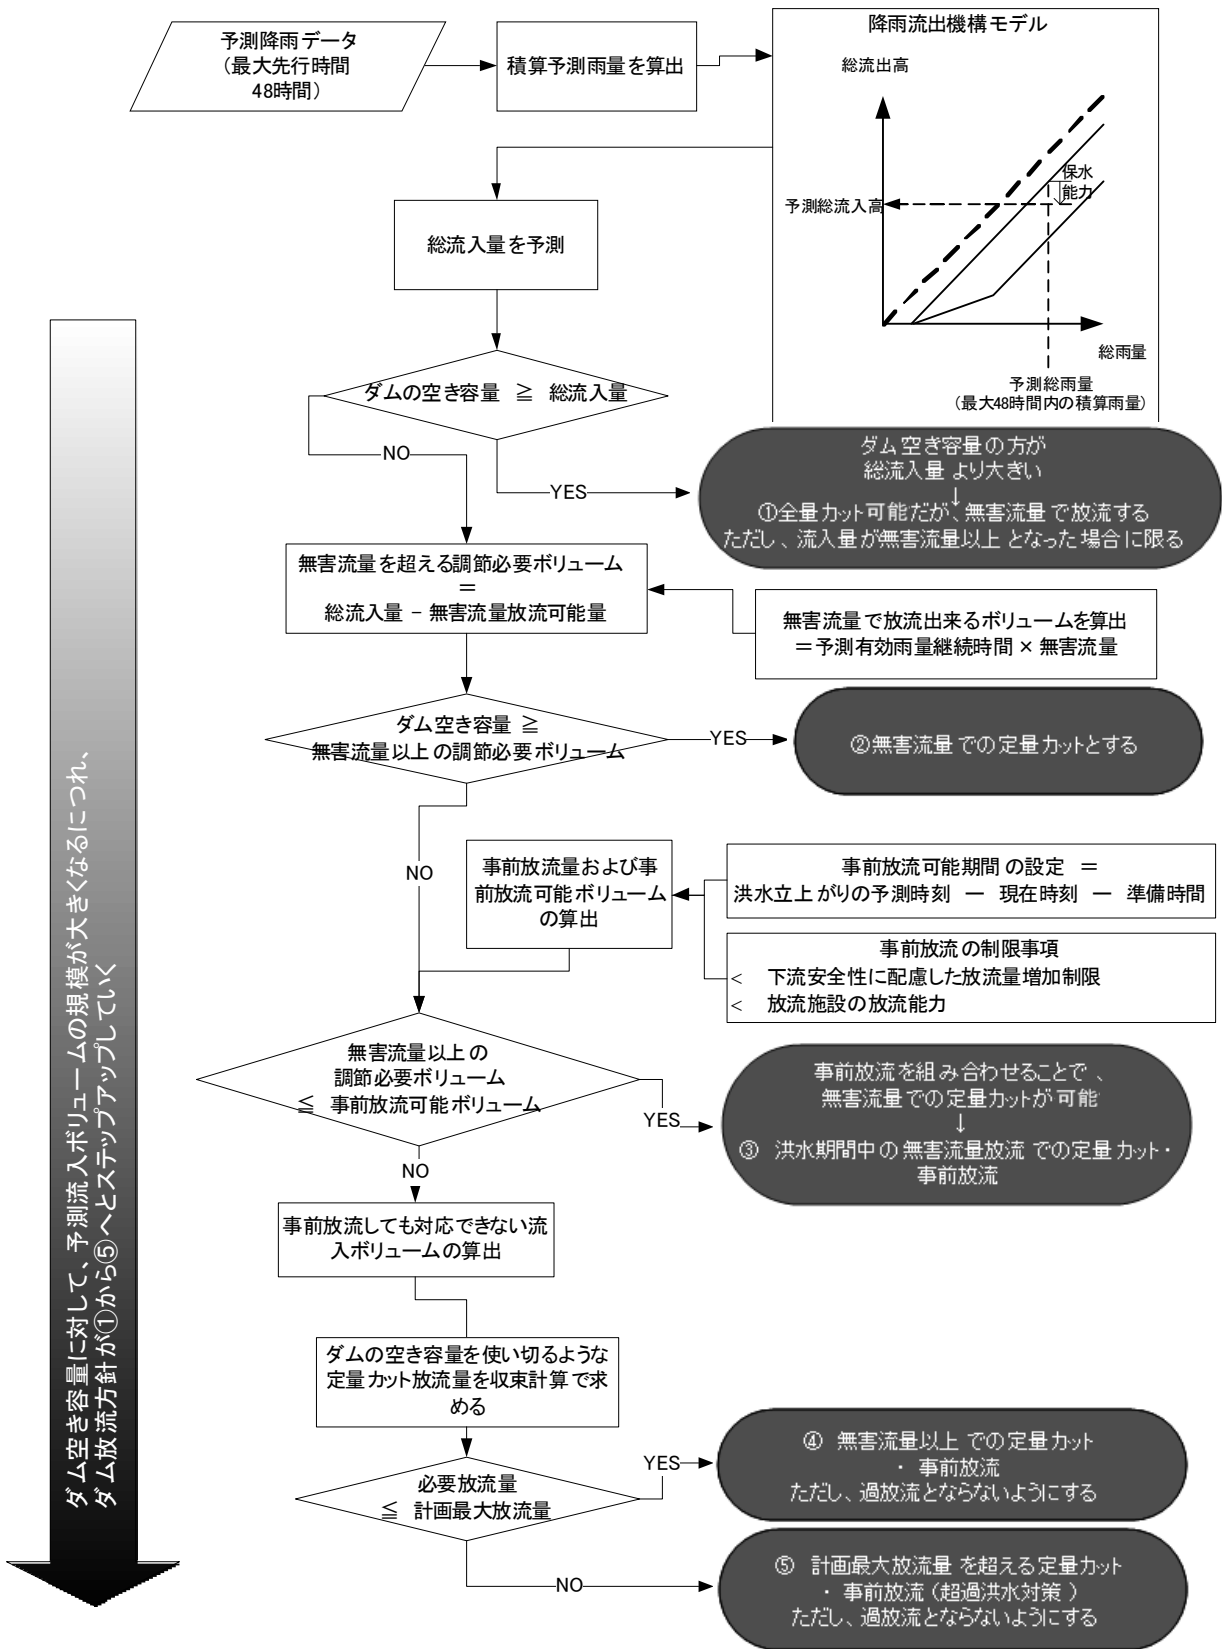 予測降雨データ
(最大先行時間
48時間)
積算予測雨量を算出
降雨流出機構モデル
総流出高
保水
能力
予測総流入高
総雨量
予測総雨量
(最大48時間内の積算雨量)
総流入量を予測
ダムの空き容量 ≧ 総流入量
NO
YES
ダム空き容量の方が
総流入量より大きい
↓
①全量カット可能だが、無害流量で放流する
ただし、流入量が無害流量以上となった場合に限る
無害流量を超える調節必要ボリューム
=
総流入量 - 無害流量放流可能量
無害流量で放流出来るボリュームを算出
=予測有効雨量継続時間 × 無害流量
ダム空き容量 ≧
無害流量以上の調節必要ボリューム
YES
②無害流量での定量カットとする
NO
事前放流量および事
前放流可能ボリューム
の算出
事前放流可能期間の設定 =
洪水立上がりの予測時刻 ー 現在時刻 ー 準備時間
事前放流の制限事項
< 下流安全性に配慮した放流量増加制限
< 放流施設の放流能力
無害流量以上の
調節必要ボリューム
≦ 事前放流可能ボリューム
YES
事前放流を組み合わせることで、
無害流量での定量カットが可能
↓
③ 洪水期間中の無害流量放流での定量カット・
事前放流
NO
事前放流しても対応できない流
入ボリュームの算出
ダムの空き容量を使い切るような
定量カット放流量を収束計算で求
める
必要放流量
≦ 計画最大放流量
YES
④ 無害流量以上での定量カット
・ 事前放流
ただし、過放流とならないようにする
NO
⑤ 計画最大放流量を超える定量カット
・ 事前放流(超過洪水対策)
ただし、過放流とならないようにする
ダム空き容量に対して、予測流入ボリュームの規模が大きくなるにつれ、
ダム放流方針が①から⑤へとステップアップしていく